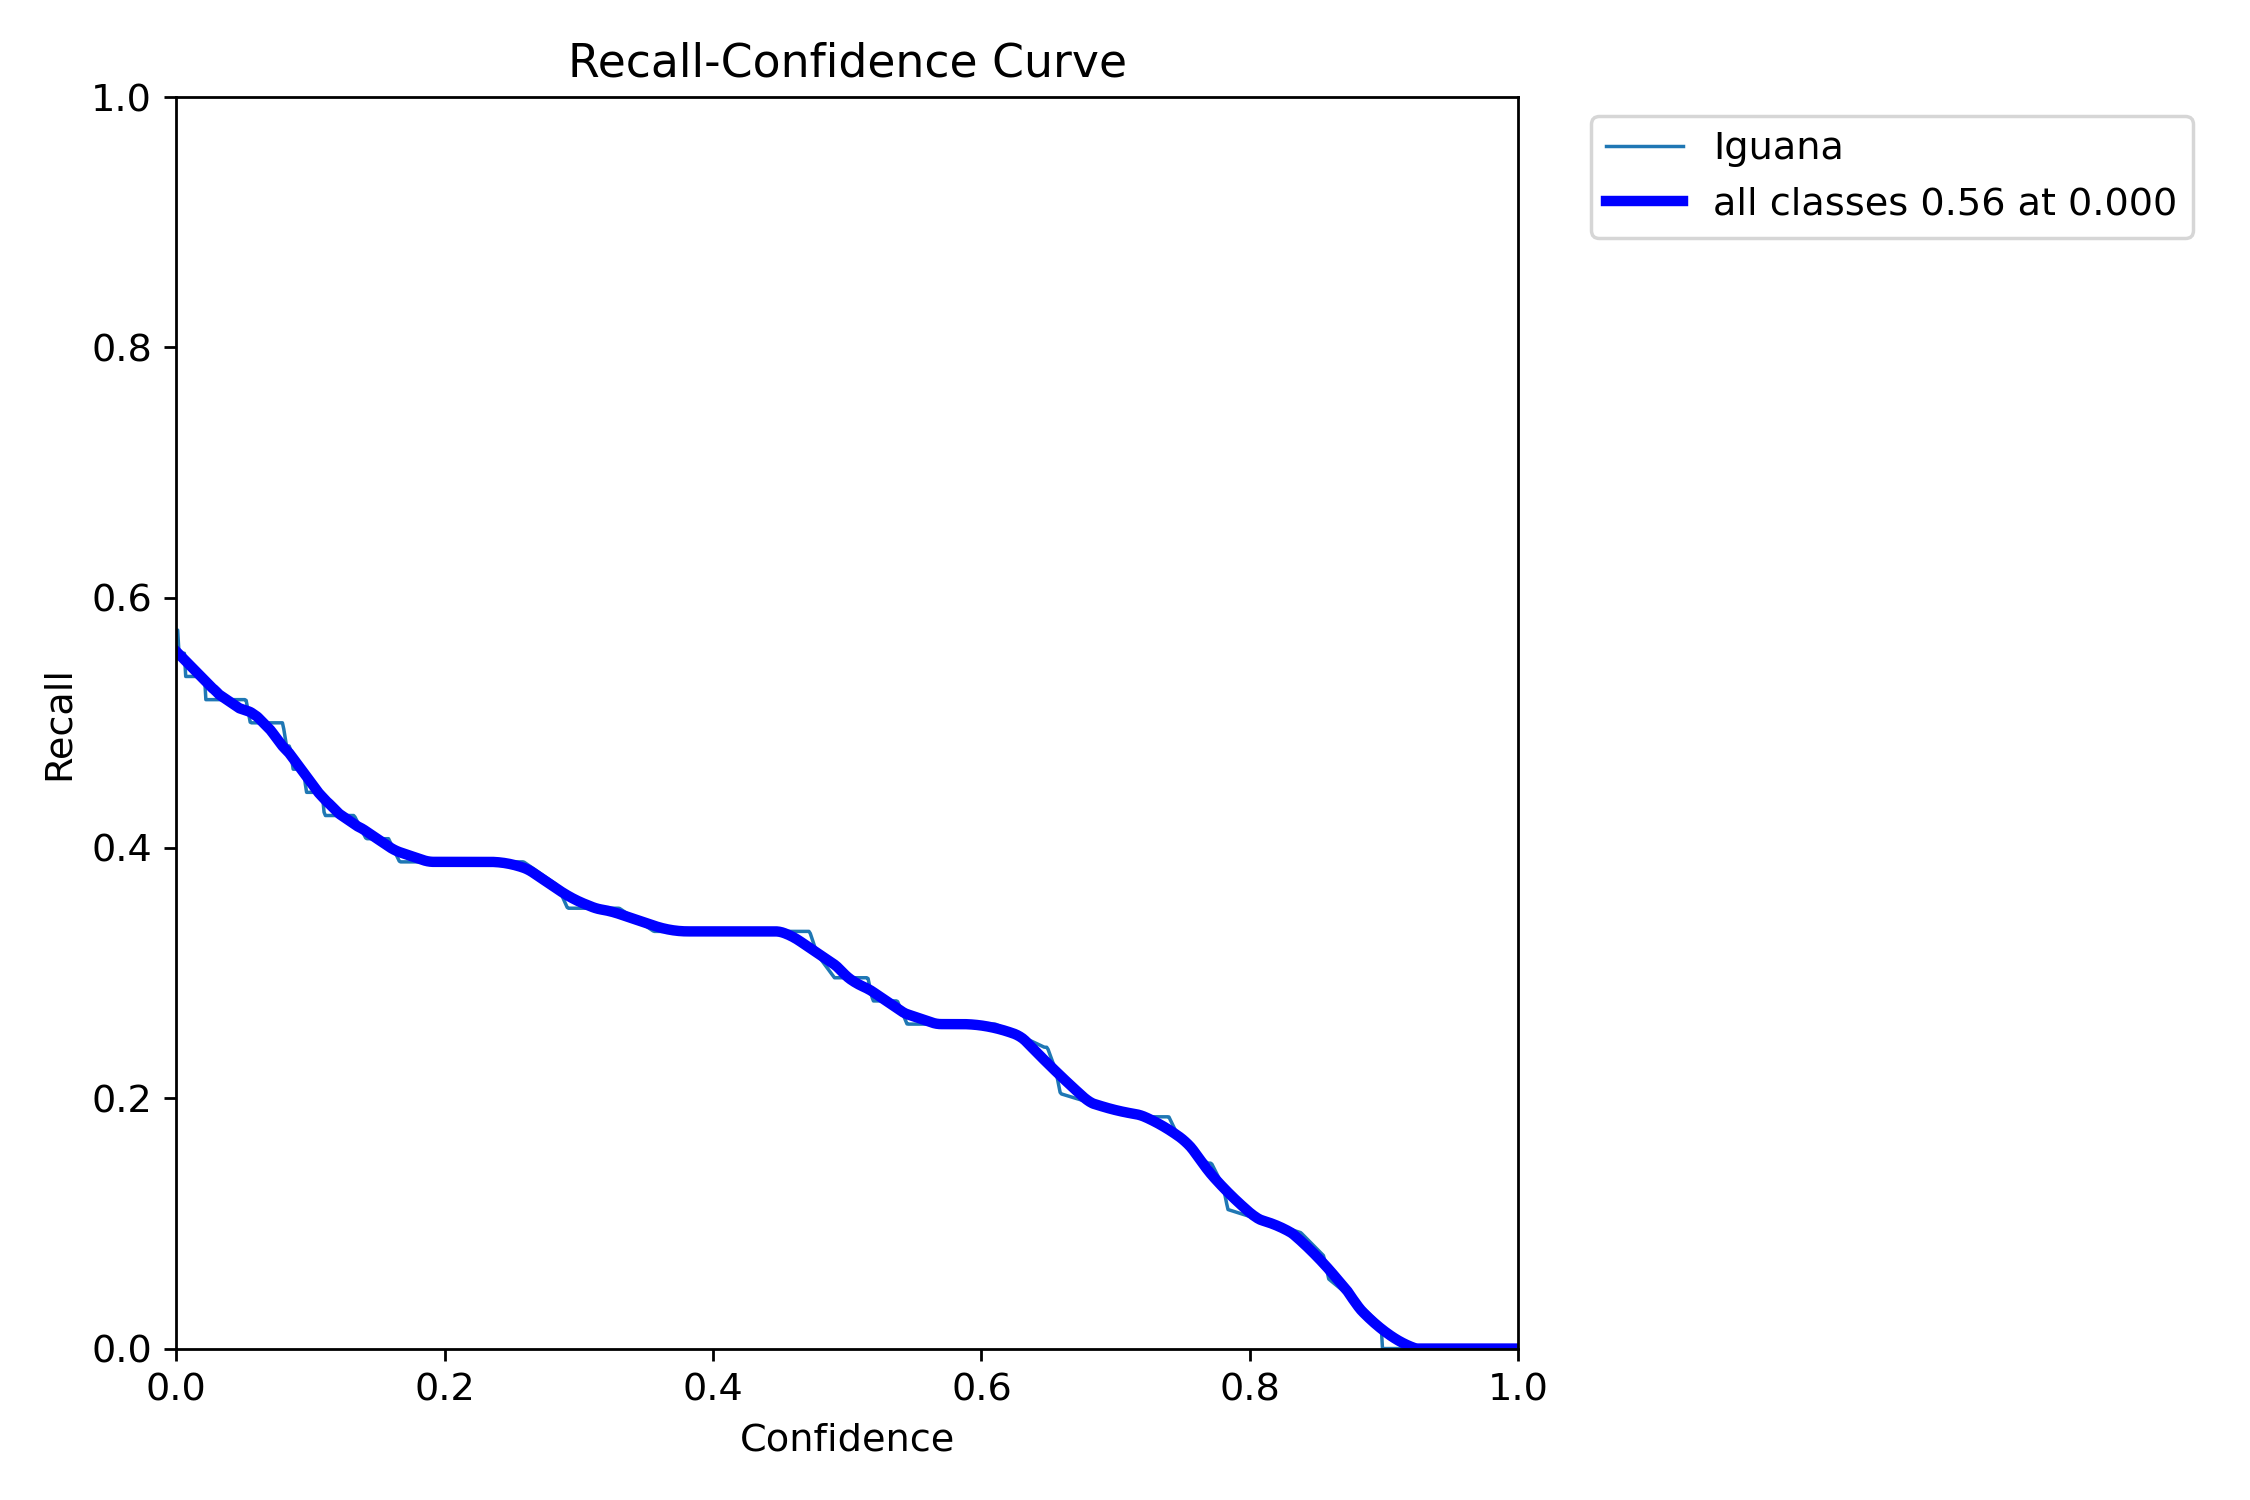 Recall-Confidence Curve
Iguana
all classes 0.56 at 0.000
1.0
0.8
0.6
0.4
0.2
0.0
Recall
0.0 0.2 0.4 0.6 0.8 1.0
Confidence